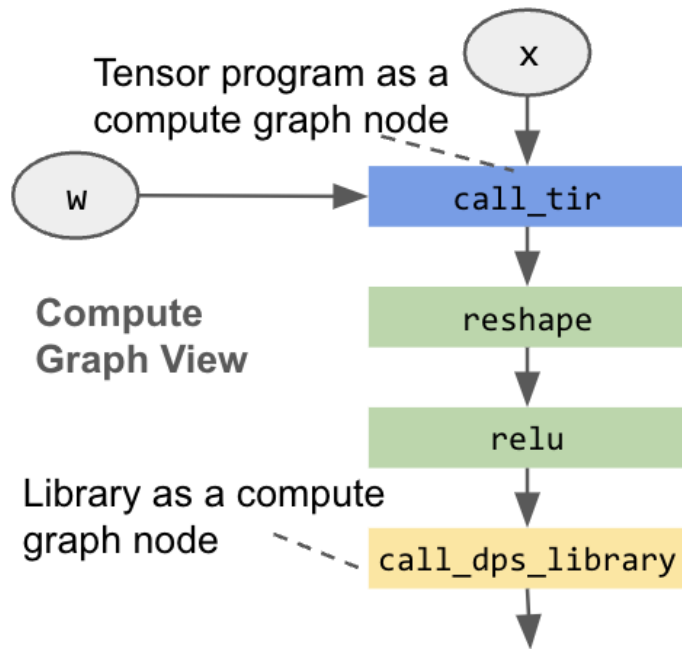 x
Tensor program as a
compute graph node
w
call_tir
Compute
Graph View
reshape
relu
Library as a compute
graph node
call_dps_library